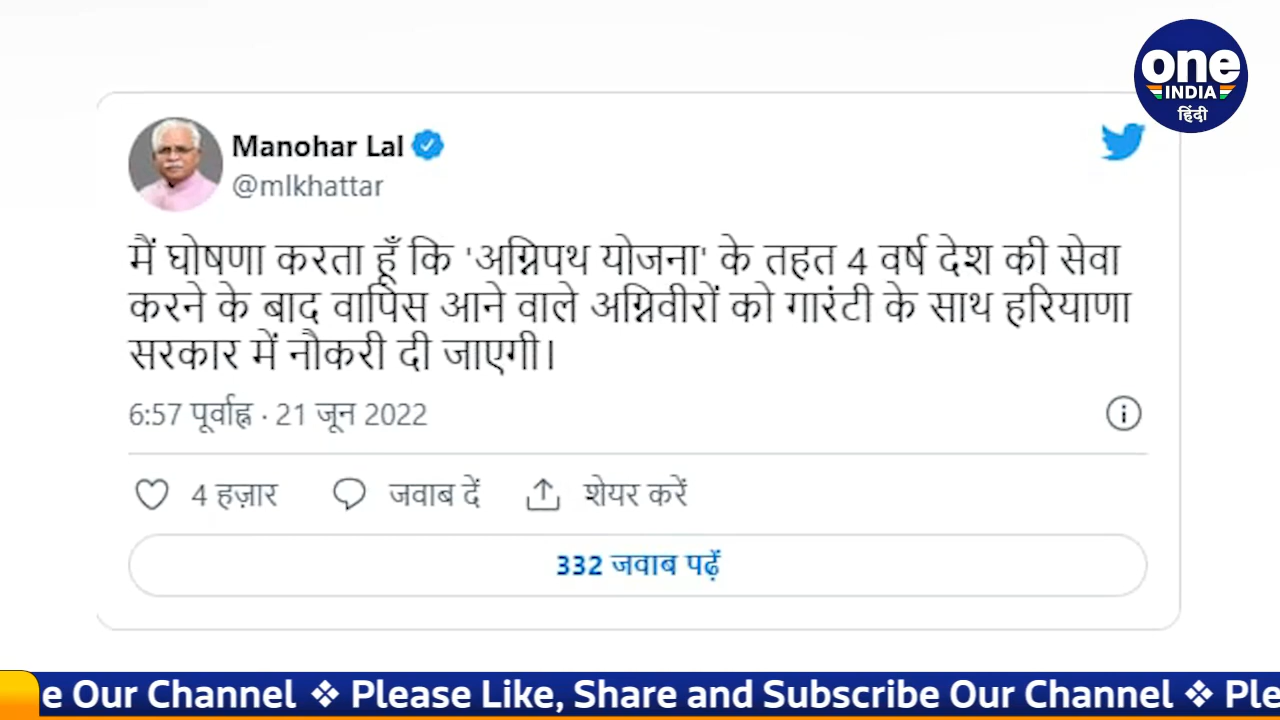 one
INDIA
हिंदी
Manohar Lal
@mlkhattar
मैं घोषणा करता हूँ कि 'अग्निपथ योजना' के तहत 4 वर्ष देश की सेवा
करने के बाद वापिस आने वाले अग्निवीरों को गारंटी के साथ हरियाणा
सरकार में नौकरी दी जाएगी।
6:57 पूर्वाह्न · 21 जून 2022
4 हज़ार जवाब दें शेयर करें
332 जवाब पढ़ें
e Our Channel ❖ Please Like, Share and Subscribe Our Channel ❖ Ple